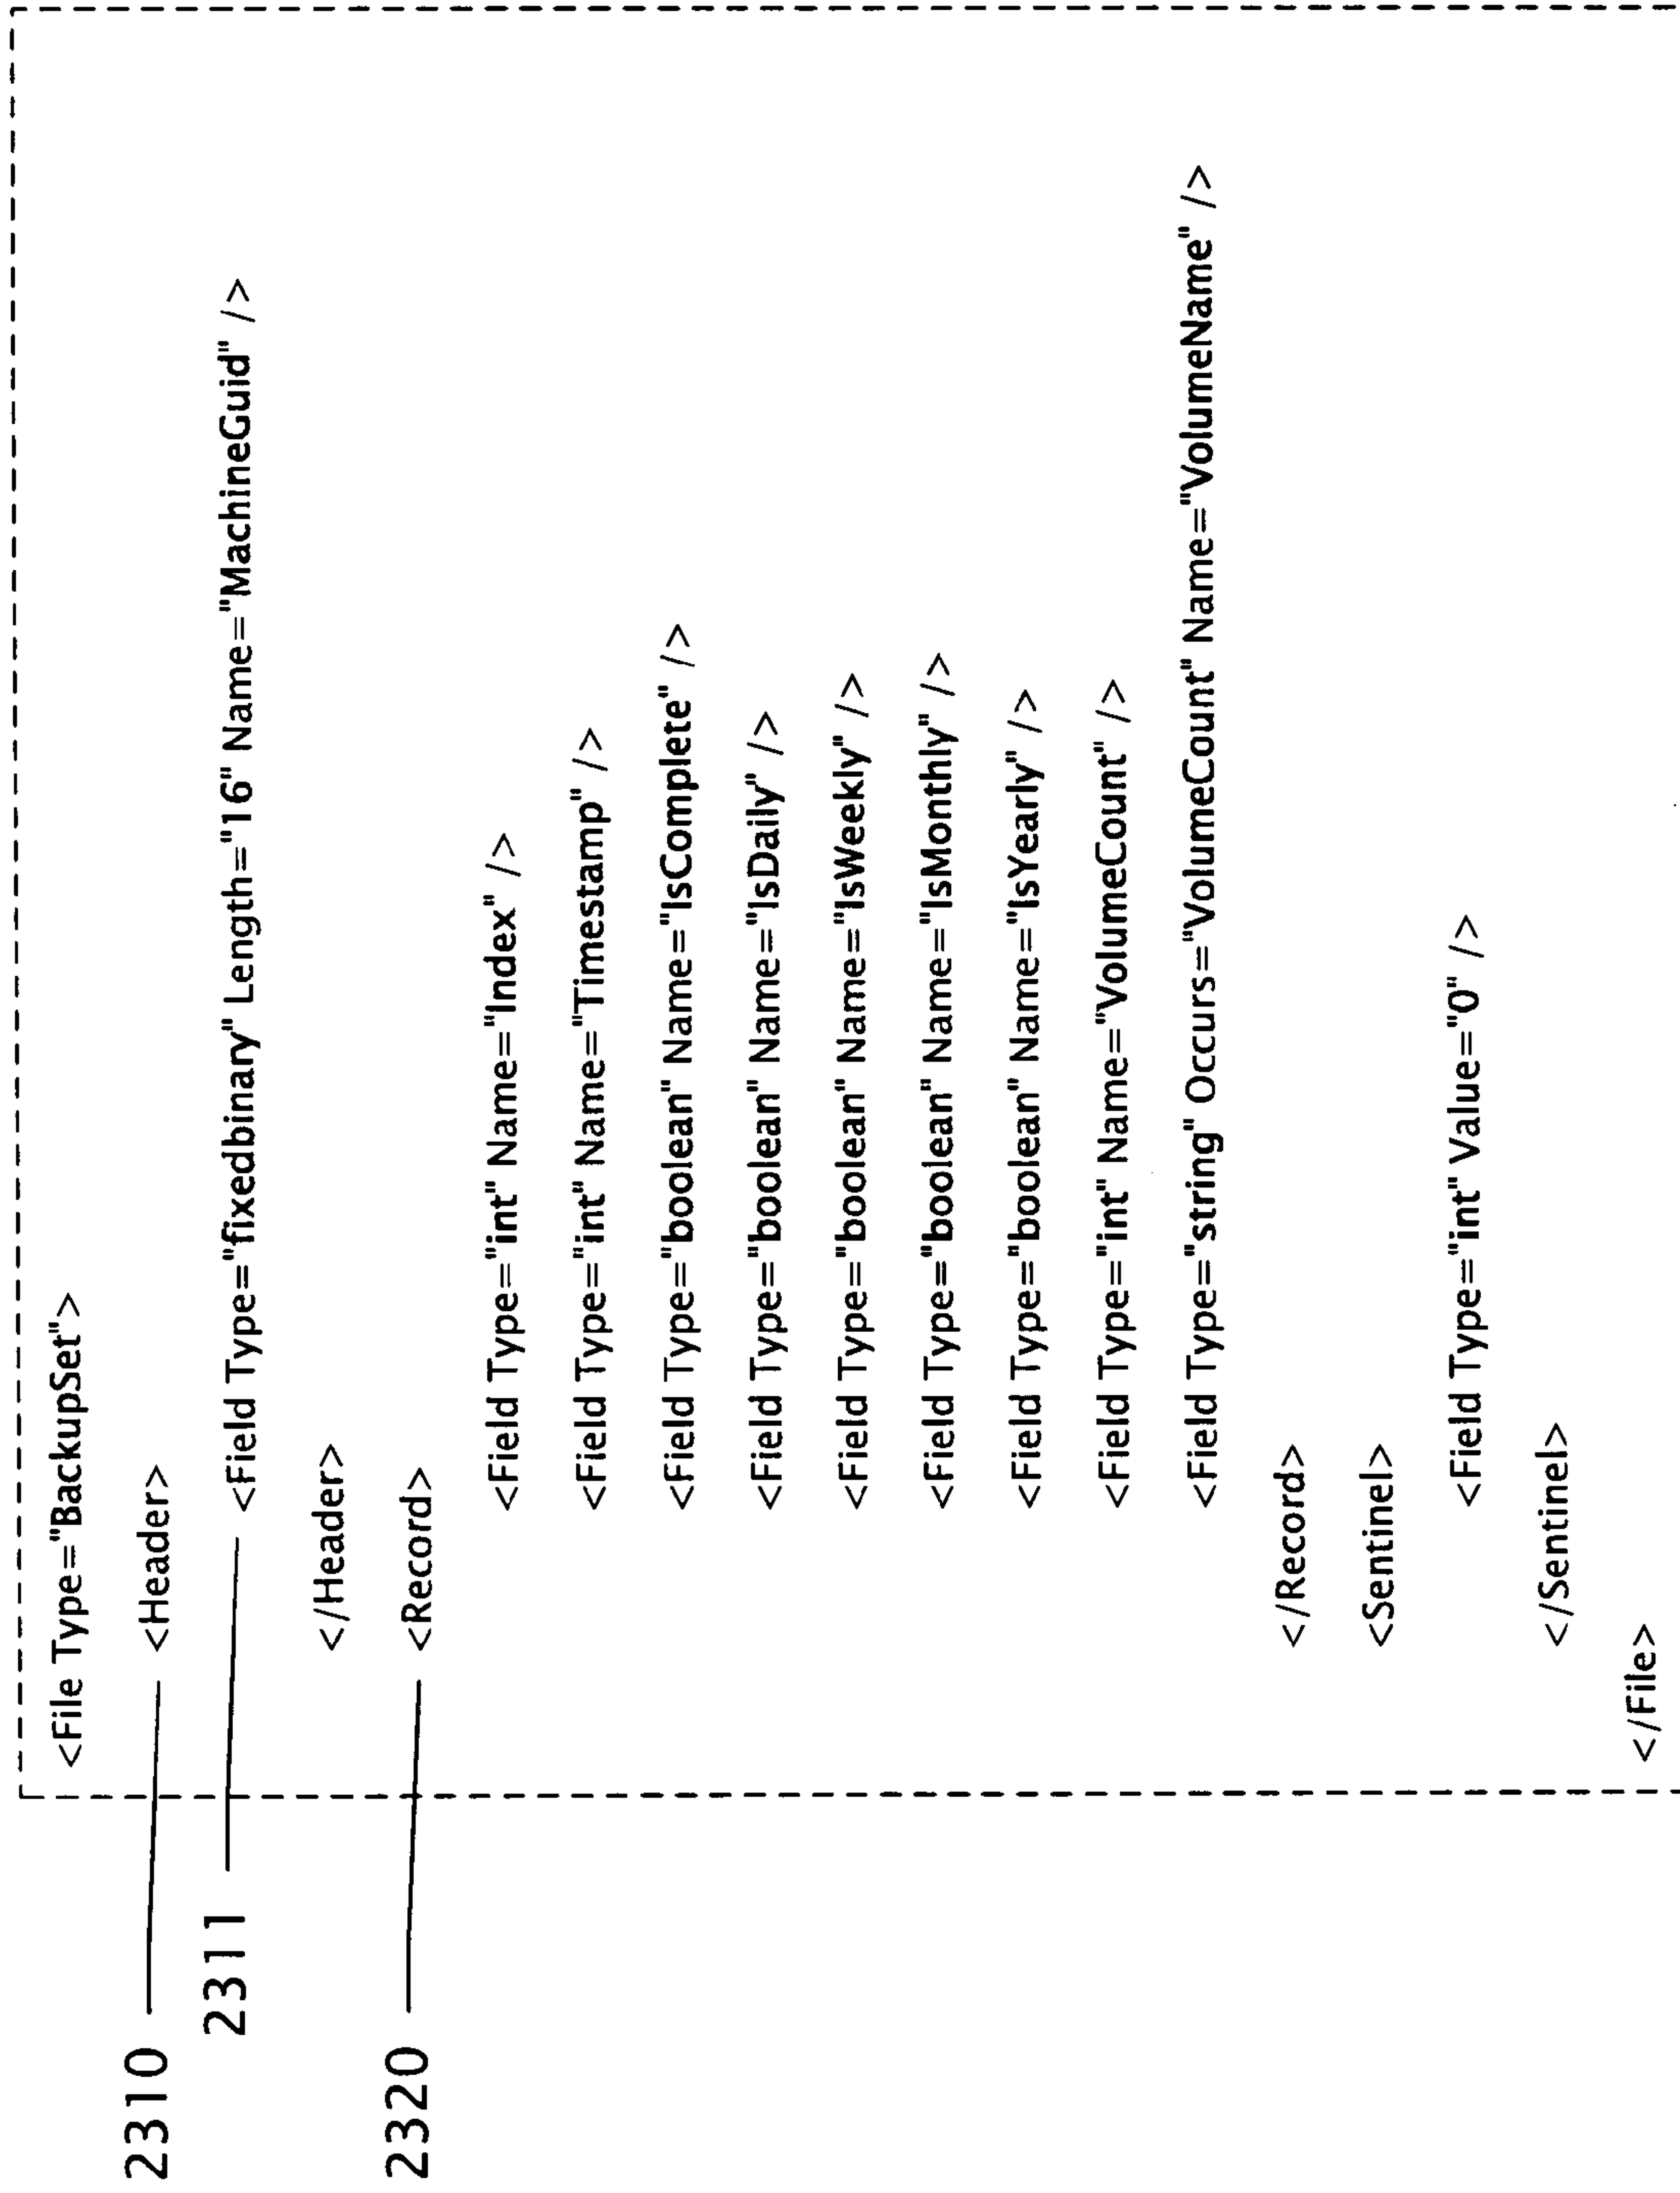 <File Type="BackupSet">
2310 <Header>
2311 <Field Type="fixedbinary" Length="16" Name="MachineGuid" />
</Header>
2320 <Record>
<Field Type="int" Name="Index" />
<Field Type="int" Name="Timestamp" />
<Field Type="boolean" Name="IsComplete" />
<Field Type="boolean" Name="IsDaily" />
<Field Type="boolean" Name="IsWeekly" />
<Field Type="boolean" Name="IsMonthly" />
<Field Type="boolean" Name="IsYearly" />
<Field Type="int" Name="VolumeCount" />
<Field Type="string" Occurs="VolumeCount" Name="VolumeName" />
</Record>
<Sentinel>
<Field Type="int" Value="0" />
</Sentinel>
</File>